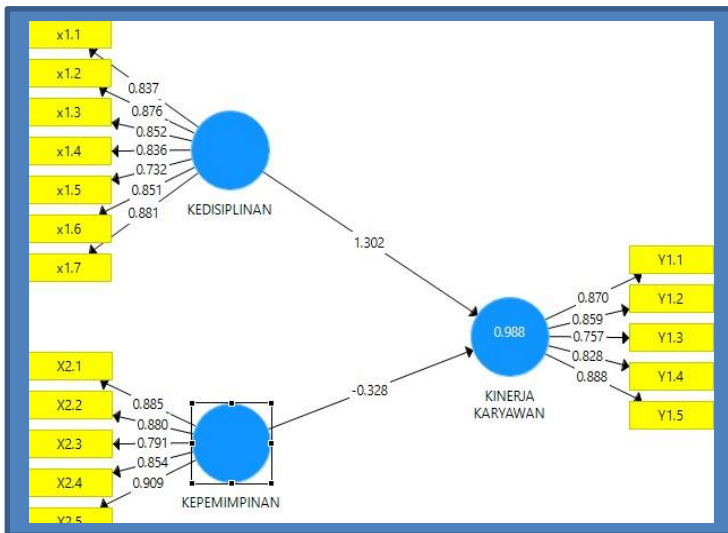 x1.1
x1.2
x1.3
x1.4
x1.5
x1.6
x1.7
0.837
0.876
0.852
0.836
0.732
0.851
0.881
KEDISIPLINAN
1.302
X2.1
X2.2
X2.3
X2.4
X2.5
0.885
0.880
0.791
0.854
0.909
KEPEMIMPINAN
-0.328
0.988
KINERJA
KARYAWAN
0.870
0.859
0.757
0.828
0.888
Y1.1
Y1.2
Y1.3
Y1.4
Y1.5